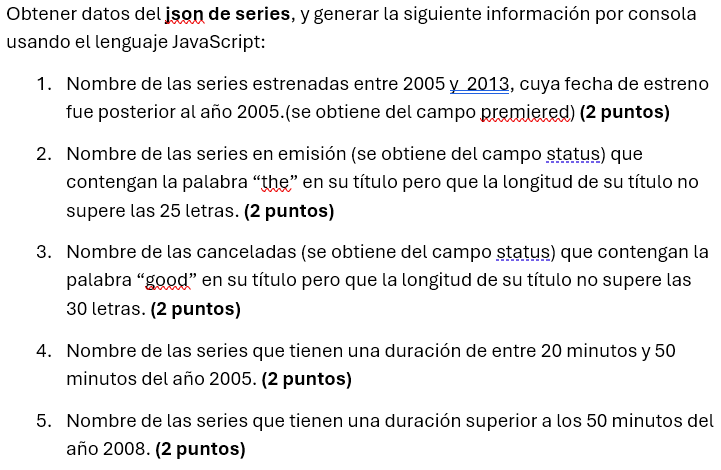 Obtener datos del json de series, y generar la siguiente información por consola
usando el lenguaje JavaScript:
1. Nombre de las series estrenadas entre 2005 y 2013, cuya fecha de estreno
fue posterior al año 2005.(se obtiene del campo premiered) (2 puntos)
2. Nombre de las series en emisión (se obtiene del campo status) que
contengan la palabra “the” en su título pero que la longitud de su título no
supere las 25 letras. (2 puntos)
3. Nombre de las canceladas (se obtiene del campo status) que contengan la
palabra “good” en su título pero que la longitud de su título no supere las
30 letras. (2 puntos)
4. Nombre de las series que tienen una duración de entre 20 minutos y 50
minutos del año 2005. (2 puntos)
5. Nombre de las series que tienen una duración superior a los 50 minutos del
año 2008. (2 puntos)